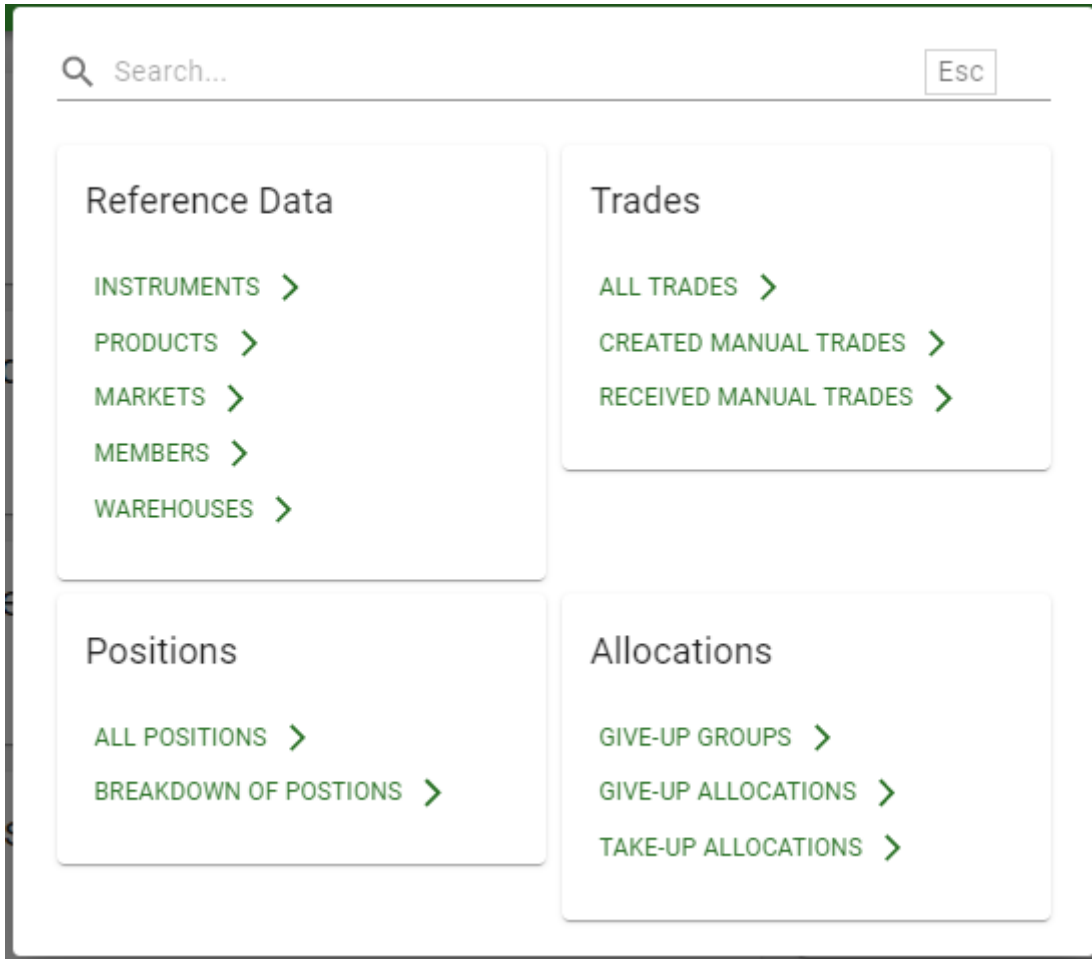 Search...
Esc
Reference Data
INSTRUMENTS
PRODUCTS
MARKETS
MEMBERS
WAREHOUSES
Trades
ALL TRADES
CREATED MANUAL TRADES
RECEIVED MANUAL TRADES
Positions
ALL POSITIONS
BREAKDOWN OF POSTIONS
Allocations
GIVE-UP GROUPS
GIVE-UP ALLOCATIONS
TAKE-UP ALLOCATIONS